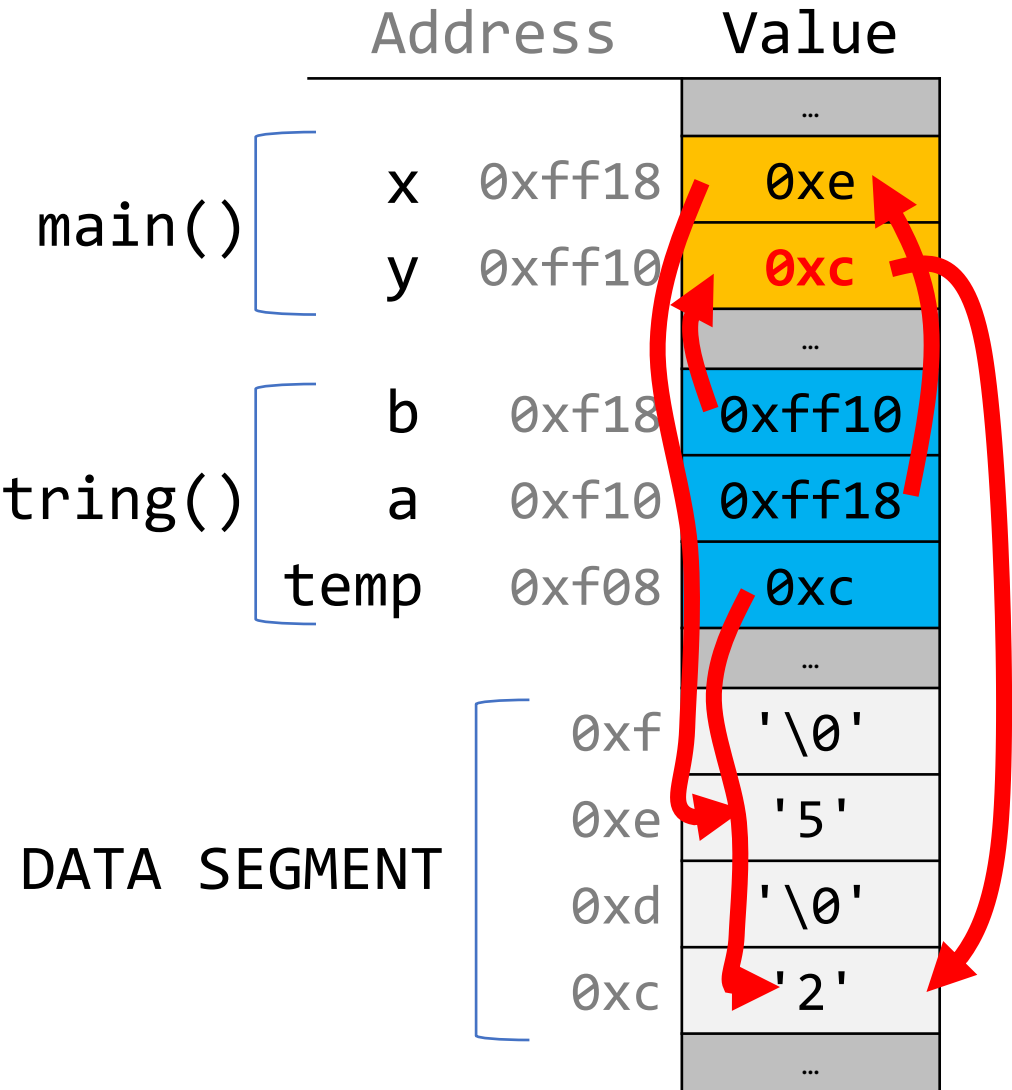 Address Value
…
x 0xff18 0xe
main()
y 0xff10 0xc
…
b 0xf18 0xff10
tring() a 0xf10 0xff18
temp 0xf08 0xc
…
0xf '\0'
0xe '5'
DATA SEGMENT
0xd '\0'
0xc '2'
…